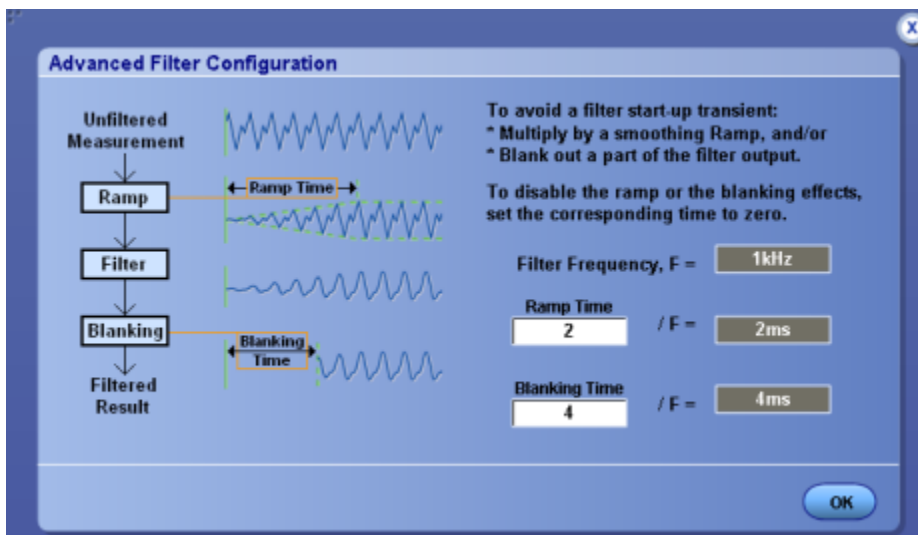 X
Advanced Filter Configuration
Unfiltered
Measurement
Ramp
Filter
Blanking
Filtered
Result
Ramp Time
Blanking
Time
To avoid a filter start-up transient:
* Multiply by a smoothing Ramp, and/or
* Blank out a part of the filter output.
To disable the ramp or the blanking effects,
set the corresponding time to zero.
Filter Frequency, F = 1kHz
Ramp Time
2 / F = 2ms
Blanking Time
4 / F = 4ms
OK